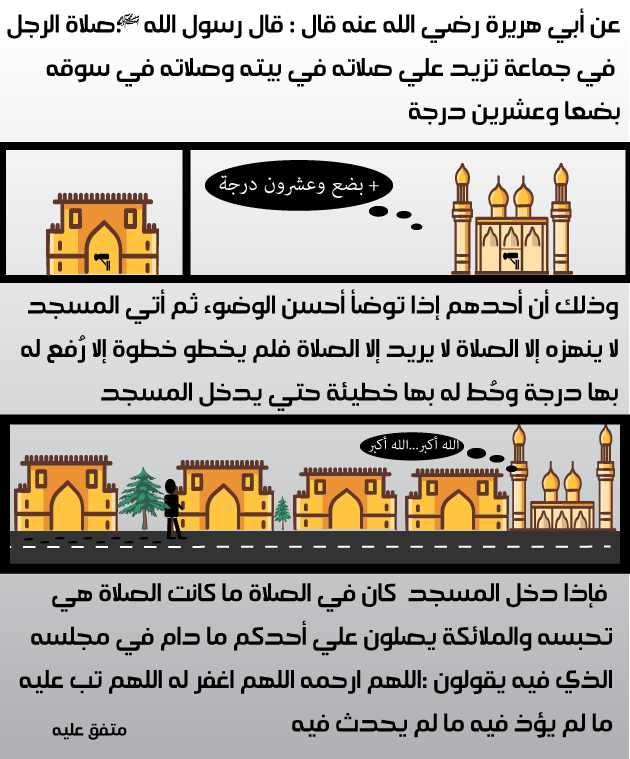 عن أبي هريرة رضي الله عنه قال : قال رسول الله ﷺ:صلاة الرجل
في جماعة تزيد علي صلاته في بيته وصلاته في سوقه
بضعا وعشرين درجة
+ بضع وعشرون درجة
وذلك أن أحدهم إذا توضأ أحسن الوضوء ثم أتي المسجد
لا ينهزه إلا الصلاة لا يريد إلا الصلاة فلم يخطو خطوة إلا رُفع له
بها درجة وحُط له بها خطيئة حتي يدخل المسجد
الله أكبر...الله أكبر
فإذا دخل المسجد كان في الصلاة ما كانت الصلاة هي
تحبسه والملائكة يصلون علي أحدكم ما دام في مجلسه
الذي فيه يقولون :اللهم ارحمه اللهم اغفر له اللهم تب عليه
ما لم يؤذ فيه ما لم يحدث فيه
متفق عليه